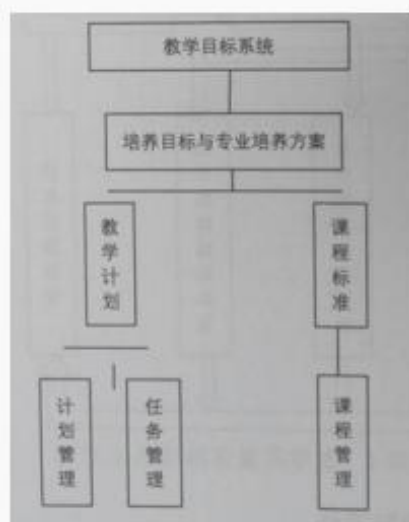 教学目标系统
培养目标与专业培养方案
教学计划
课程标准
计划管理
任务管理
课程管理